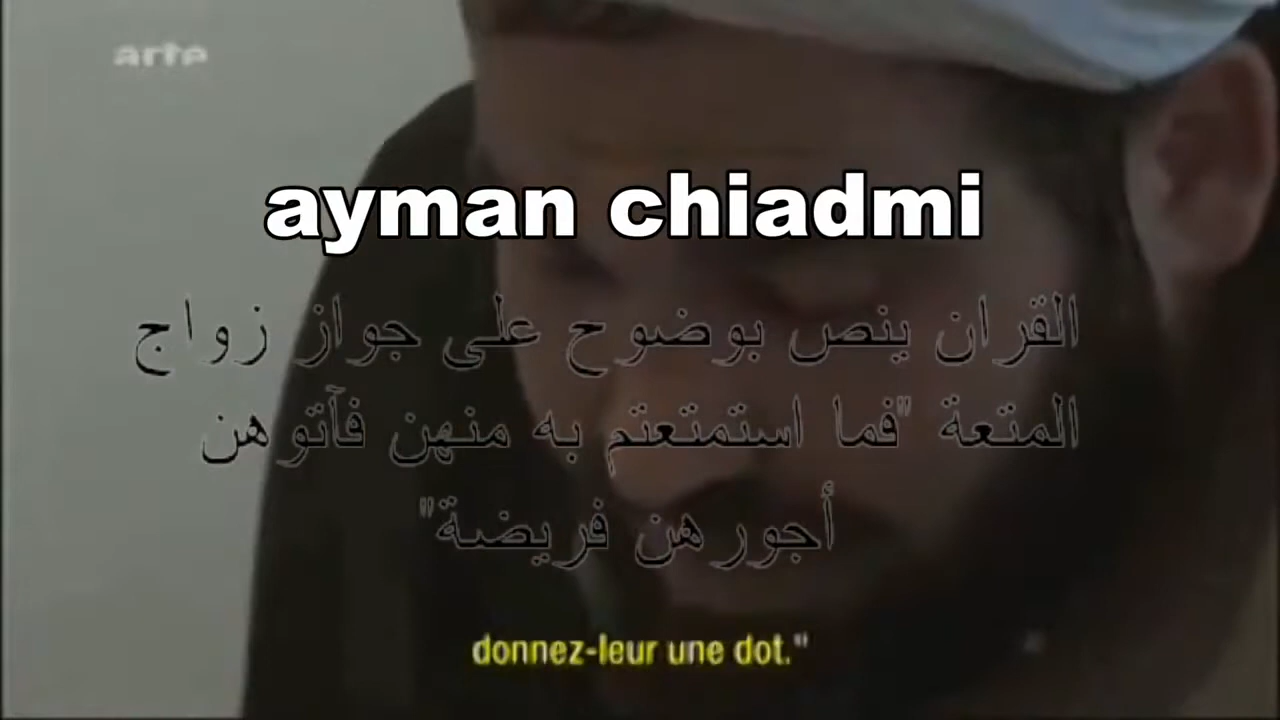 arte
ayman chiadmi
القران ينص بوضوح على جواز زواج
المتعة "فما استمتعتم به منهن فآتوهن
أجورهن فريضة"
donnez-leur une dot."